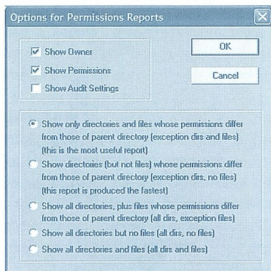 Options for Permissions Reports
Show Owner
Show Permissions
Show Audit Settings
OK
Cancel
Show only directories and files whose permissions differ
from those of parent directory (exception dirs and files)
(this is the most useful report)
Show directories (but not files) whose permissions differ
from those of parent directory (exception dirs, no files)
(this report is produced the fastest)
Show all directories, plus files whose permissions differ
from those of parent directory (all dirs, exception files)
Show all directories but no files (all dirs, no files)
Show all directories and files (all dirs and files)